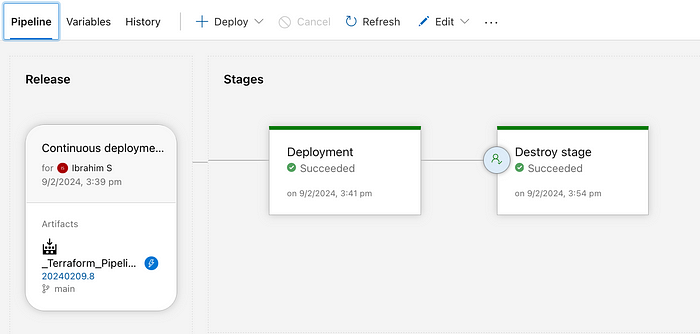 Pipeline Variables History Deploy Cancel Refresh Edit ...
Release
Stages
Continuous deployme...
for Ibrahim S
9/2/2024, 3:39 pm
Artifacts
_Terraform_Pipeli...
20240209.8
main
Deployment
Succeeded
on 9/2/2024, 3:41 pm
Destroy stage
Succeeded
on 9/2/2024, 3:54 pm